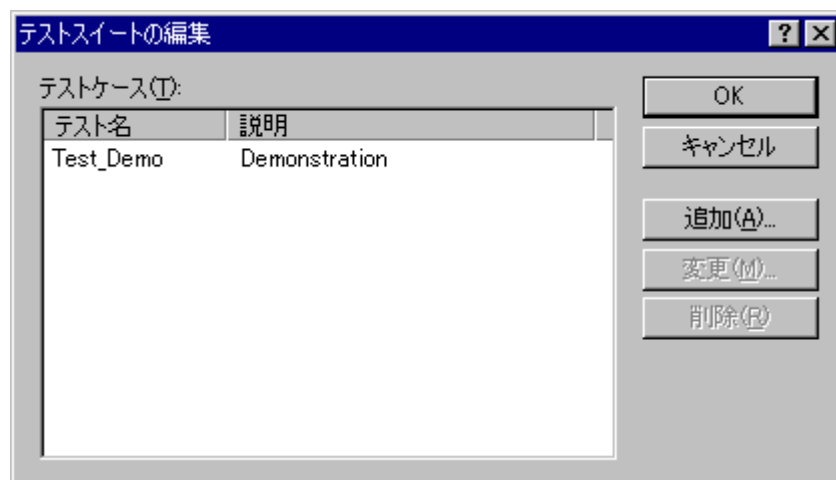 テストスイートの編集
テストケース(T):
テスト名 説明
Test_Demo Demonstration
OK
キャンセル
追加(A)...
変更(M)...
削除(R)